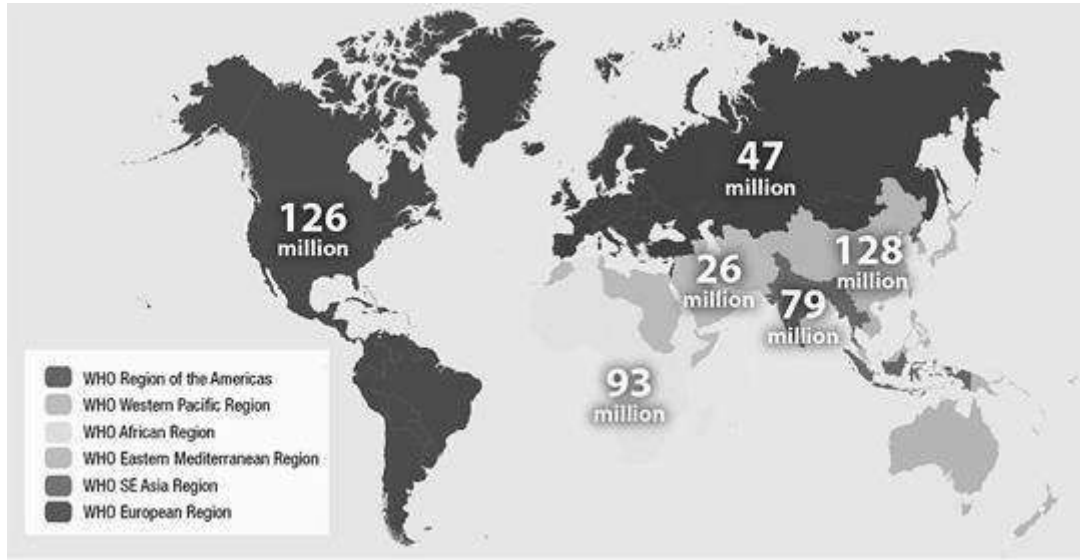 47
million
126
million
128
million
26
million
79
million
93
million
WHO Region of the Americas
WHO Western Pacific Region
WHO African Region
WHO Eastern Mediterranean Region
WHO SE Asia Region
WHO European Region